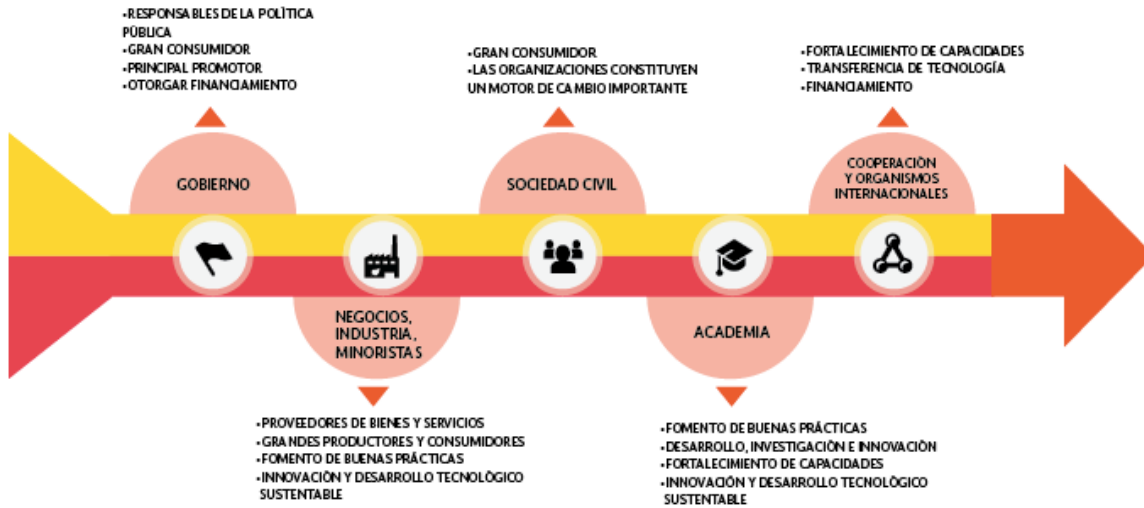 •RESPONSABLES DE LA POLÌTICA
PÚBLICA
•GRAN CONSUMIDOR
•PRINCIPAL PROMOTOR
•OTORGAR FINANCIAMIENTO
GOBIERNO
•GRAN CONSUMIDOR
•LAS ORGANIZACIONES CONSTITUYEN
UN MOTOR DE CAMBIO IMPORTANTE
SOCIEDAD CIVIL
•FORTALECIMIENTO DE CAPACIDADES
•TRANSFERENCIA DE TECNOLOGÍA
•FINANCIAMIENTO
COOPERACIÒN
Y ORGANISMOS
INTERNACIONALES
NEGOCIOS,
INDUSTRIA,
MINORISTAS
•PROVEEDORES DE BIENES Y SERVICIOS
•GRANDES PRODUCTORES Y CONSUMIDORES
•FOMENTO DE BUENAS PRÁCTICAS
•INNOVACIÒN Y DESARROLLO TECNOLÒGICO
SUSTENTABLE
ACADEMIA
•FOMENTO DE BUENAS PRÁCTICAS
•DESARROLLO, INVESTIGACIÒN E INNOVACIÒN
•FORTALECIMIENTO DE CAPACIDADES
•INNOVACIÒN Y DESARROLLO TECNOLÒGICO
SUSTENTABLE